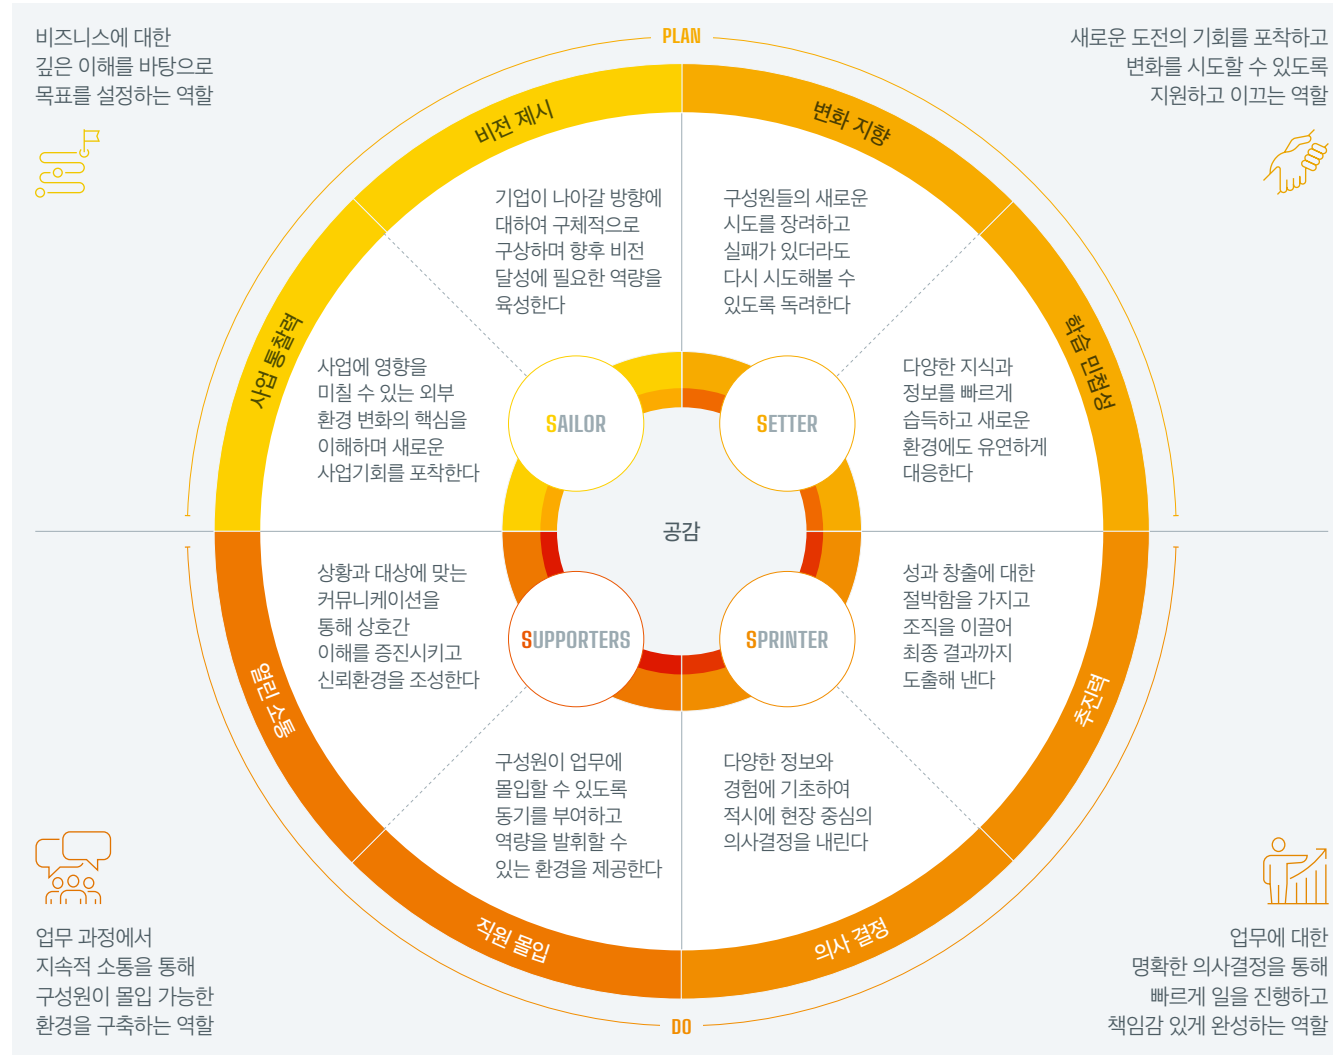 비즈니스에 대한
깊은 이해를 바탕으로
목표를 설정하는 역할
PLAN
새로운 도전의 기회를 포착하고
변화를 시도할 수 있도록
지원하고 이끄는 역할
비전 제시
변화 지향
기업이 나아갈 방향에
대하여 구체적으로
구상하며 향후 비전
달성에 필요한 역량을
육성한다
구성원들의 새로운
시도를 장려하고
실패가 있더라도
다시 시도해볼 수
있도록 독려한다
사업 통찰력
학습 민첩성
사업에 영향을
미칠 수 있는 외부
환경 변화의 핵심을
이해하며 새로운
사업기회를 포착한다
다양한 지식과
정보를 빠르게
습득하고 새로운
환경에도 유연하게
대응한다
SAILOR
SETTER
공감
SUPPORTERS
SPRINTER
상황과 대상에 맞는
커뮤니케이션을
통해 상호간
이해를 증진시키고
신뢰환경을 조성한다
성과 창출에 대한
절박함을 가지고
조직을 이끌어
최종 결과까지
도출해 낸다
열린 소통
추진력
구성원이 업무에
몰입할 수 있도록
동기를 부여하고
역량을 발휘할 수
있는 환경을 제공한다
다양한 정보와
경험에 기초하여
적시에 현장 중심의
의사결정을 내린다
직원 몰입
의사 결정
업무 과정에서
지속적 소통을 통해
구성원이 몰입 가능한
환경을 구축하는 역할
DO
업무에 대한
명확한 의사결정을 통해
빠르게 일을 진행하고
책임감 있게 완성하는 역할